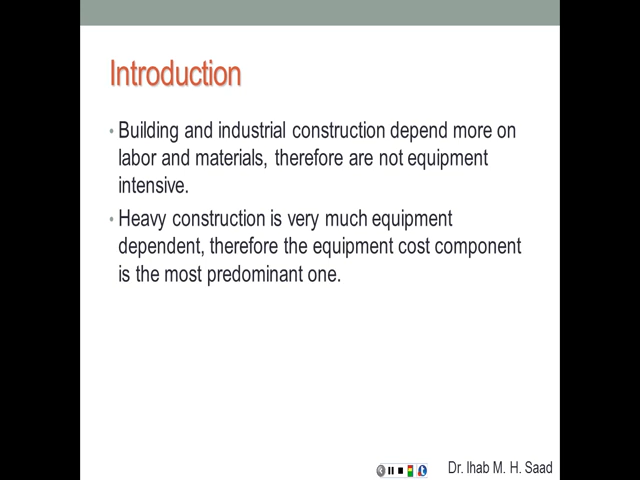 Introduction
• Building and industrial construction depend more on
labor and materials, therefore are not equipment
intensive.
• Heavy construction is very much equipment
dependent, therefore the equipment cost component
is the most predominant one.
Dr. Ihab M. H. Saad